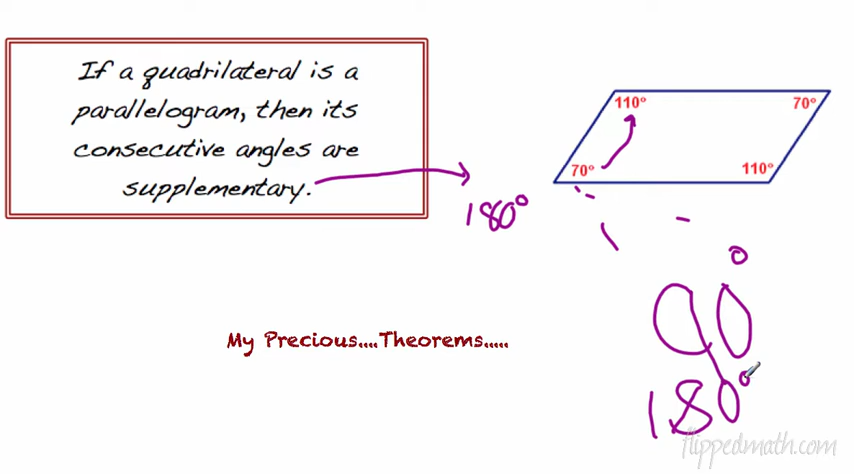 If a quadrilateral is a
parallelogram, then its
consecutive angles are
supplementary.
110° 70°
70° 110°
180°
90°
My Precious....Theorems.....
180°
flippedmath.com